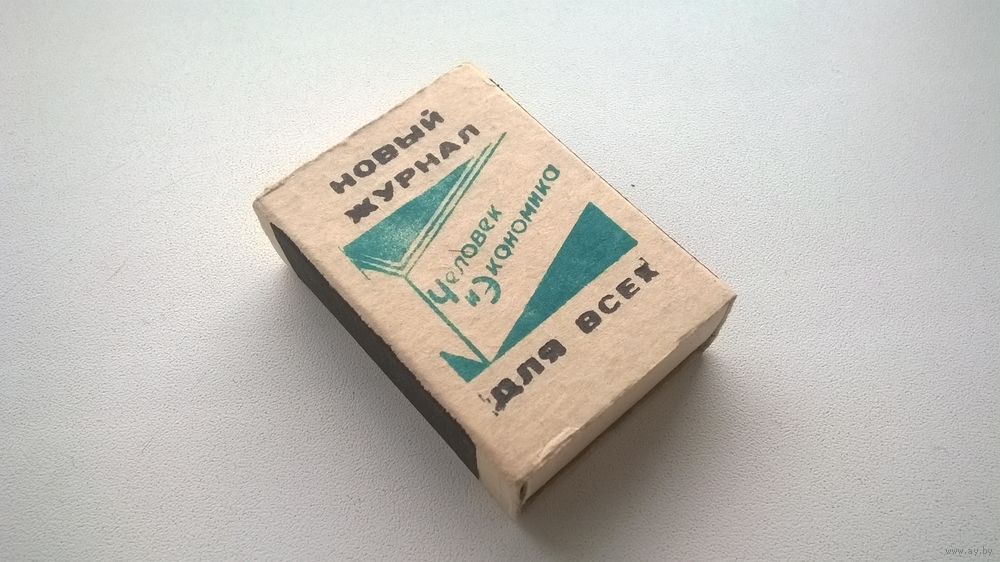 НОВЫЙ
ЖУРНАЛ
Человек
и Экономика
ДЛЯ ВСЕХ
www.ay.by